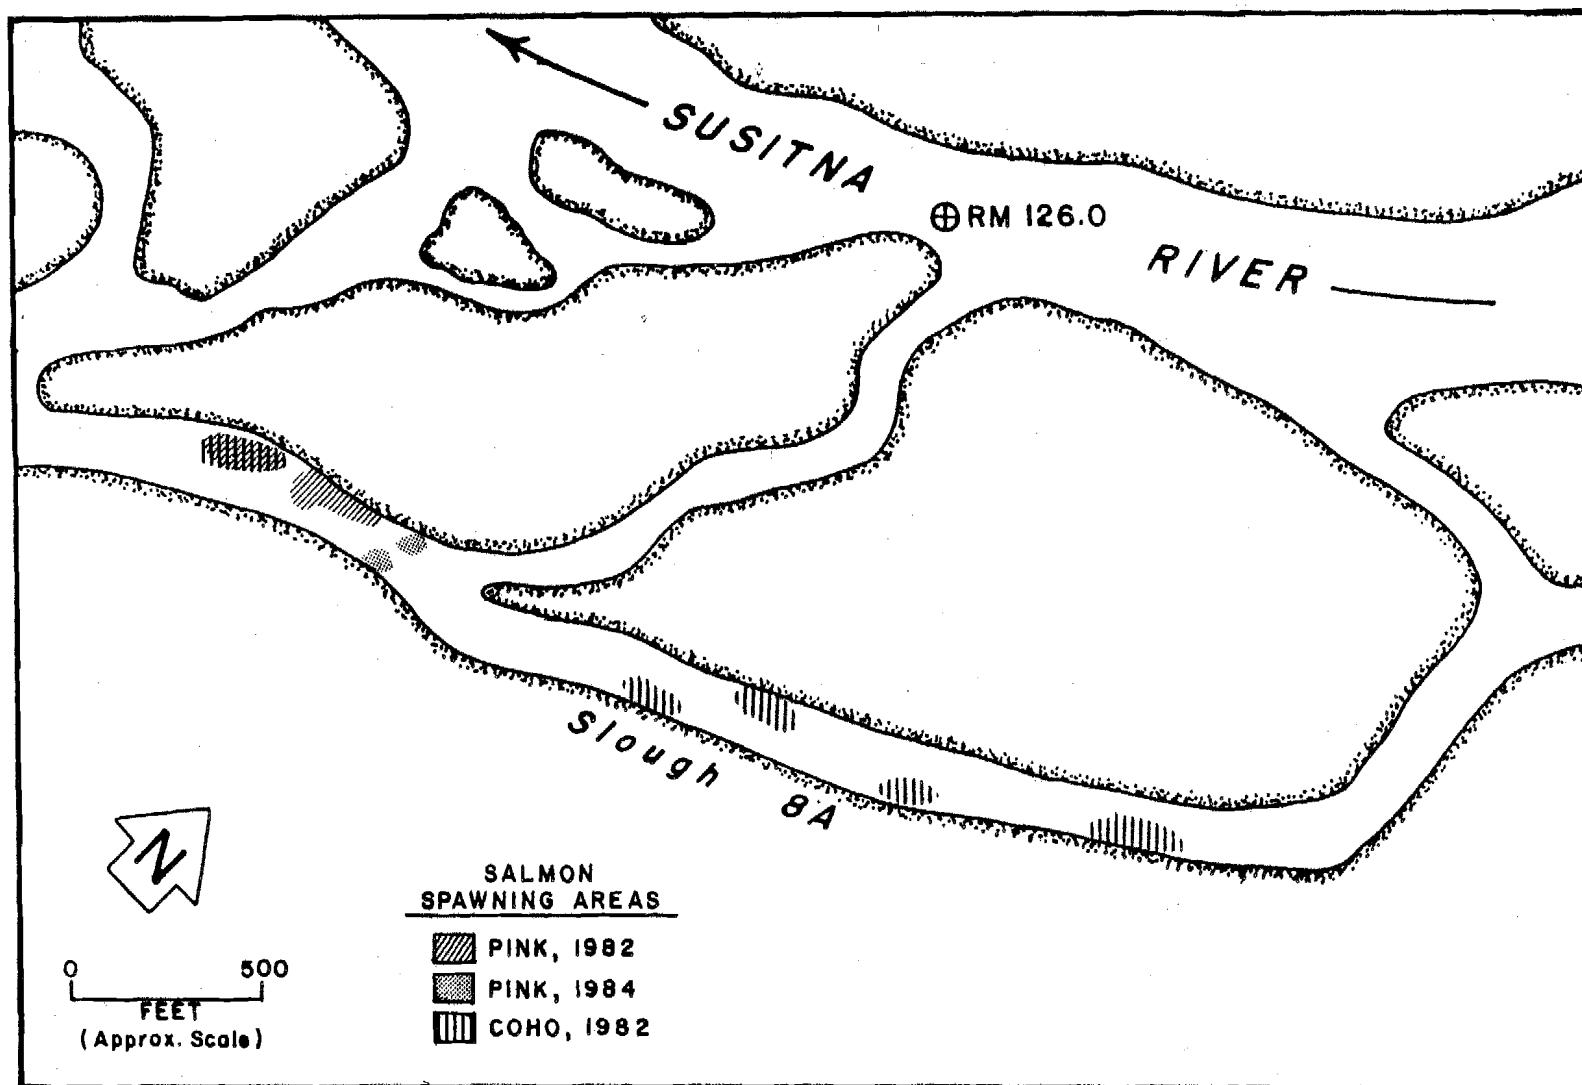 SUSITNA
RM 126.0
RIVER
Slough 8A
N
SALMON
SPAWNING AREAS
PINK, 1982
PINK, 1984
COHO, 1982
0 500
FEET
(Approx. Scale)